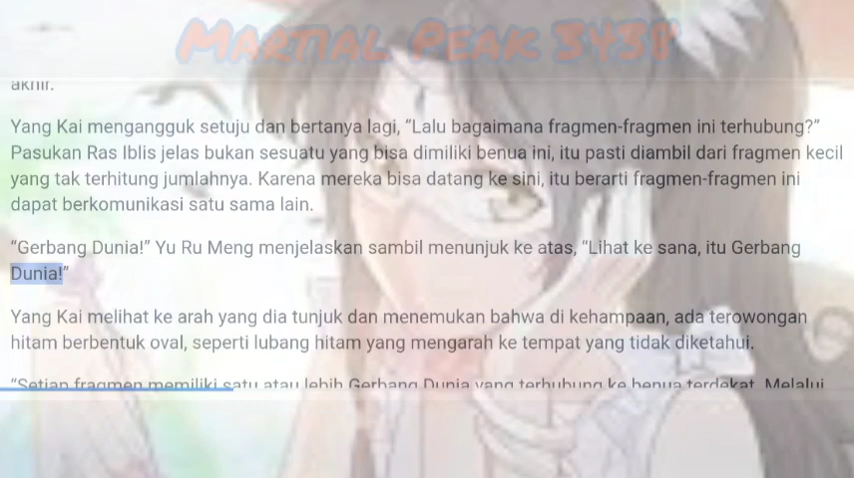 Martial Peak 3438
akhir.
Yang Kai mengangguk setuju dan bertanya lagi, “Lalu bagaimana fragmen-fragmen ini terhubung?”
Pasukan Ras Iblis jelas bukan sesuatu yang bisa dimiliki benua ini, itu pasti diambil dari fragmen kecil
yang tak terhitung jumlahnya. Karena mereka bisa datang ke sini, itu berarti fragmen-fragmen ini
dapat berkomunikasi satu sama lain.
“Gerbang Dunia!” Yu Ru Meng menjelaskan sambil menunjuk ke atas, “Lihat ke sana, itu Gerbang
Dunia!”
Yang Kai melihat ke arah yang dia tunjuk dan menemukan bahwa di kehampaan, ada terowongan
hitam berbentuk oval, seperti lubang hitam yang mengarah ke tempat yang tidak diketahui.
“Setiap fragmen memiliki satu atau lebih Gerbang Dunia yang terhubung ke benua terdekat. Melalui